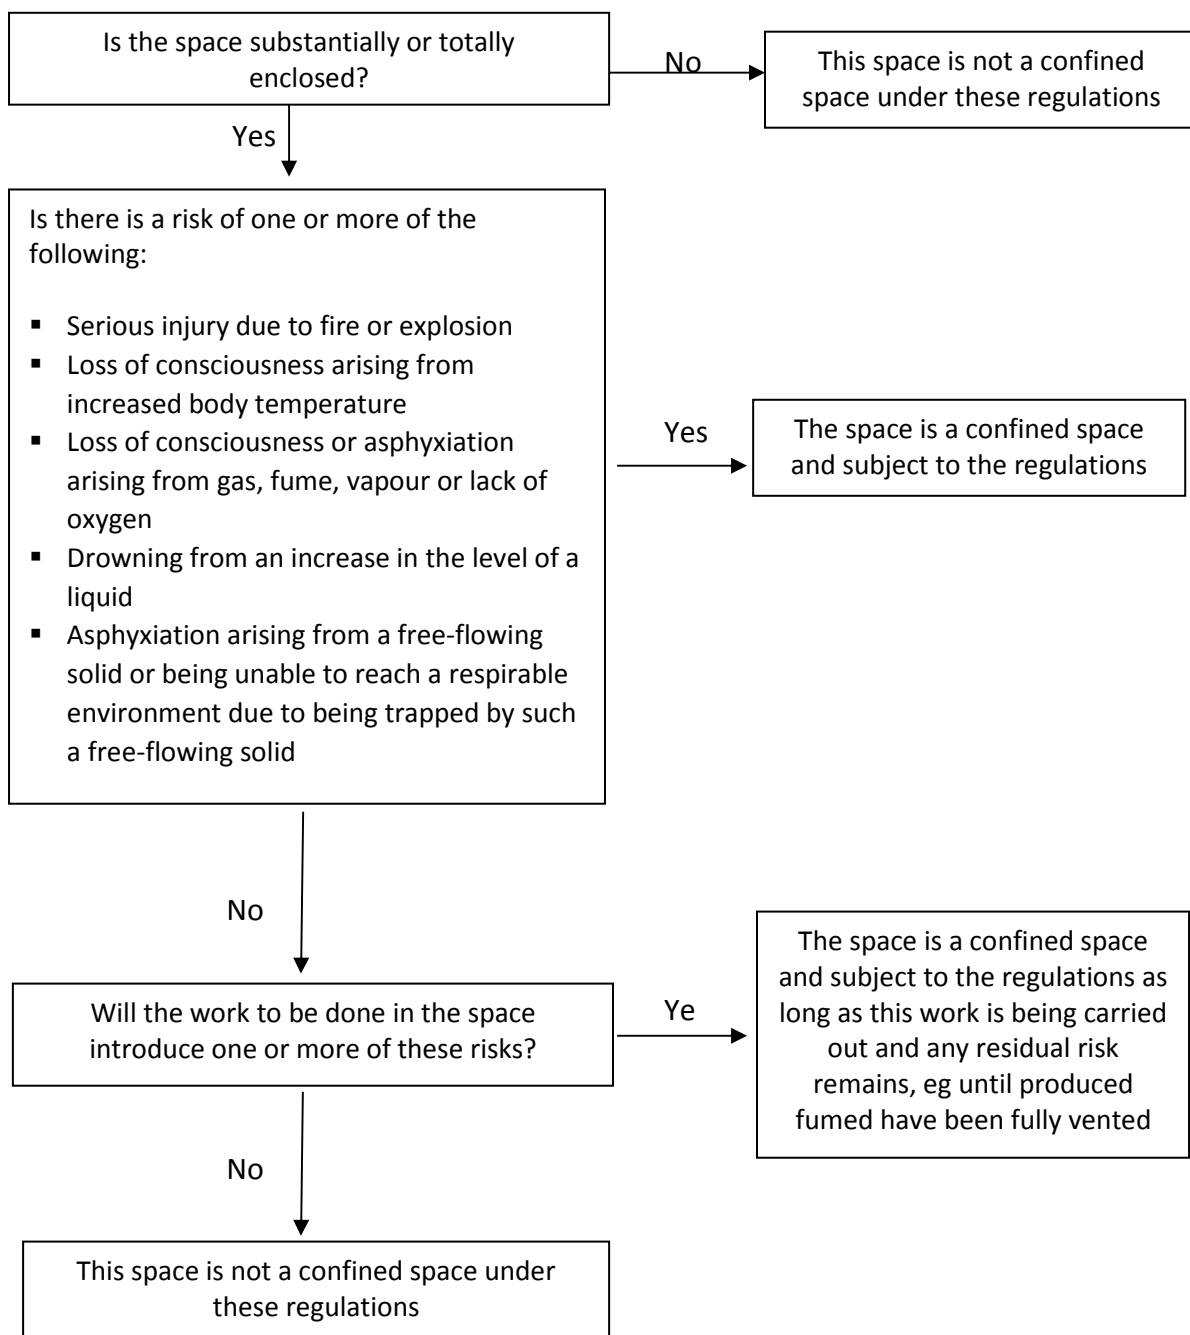 Is the space substantially or totally
enclosed?
No
This space is not a confined
space under these regulations
Yes
Is there is a risk of one or more of the
following:
▪ Serious injury due to fire or explosion
▪ Loss of consciousness arising from
increased body temperature
▪ Loss of consciousness or asphyxiation
arising from gas, fume, vapour or lack of
oxygen
▪ Drowning from an increase in the level of a
liquid
▪ Asphyxiation arising from a free-flowing
solid or being unable to reach a respirable
environment due to being trapped by such
a free-flowing solid
Yes
The space is a confined space
and subject to the regulations
No
Will the work to be done in the space
introduce one or more of these risks?
Ye
The space is a confined space
and subject to the regulations as
long as this work is being carried
out and any residual risk
remains, eg until produced
fumed have been fully vented
No
This space is not a confined space under
these regulations